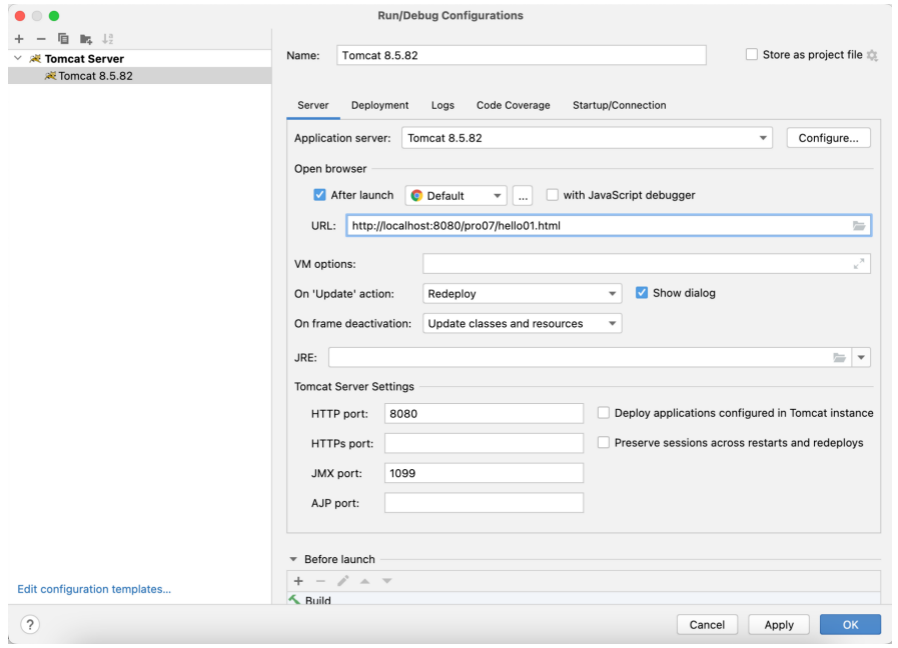 Run/Debug Configurations
Tomcat Server
Tomcat 8.5.82
Edit configuration templates...
Name: Tomcat 8.5.82 Store as project file
Server Deployment Logs Code Coverage Startup/Connection
Application server: Tomcat 8.5.82 Configure...
Open browser
After launch Default ... with JavaScript debugger
URL: http://localhost:8080/pro07/hello01.html
VM options:
On 'Update' action: Redeploy Show dialog
On frame deactivation: Update classes and resources
JRE:
Tomcat Server Settings
HTTP port: 8080 Deploy applications configured in Tomcat instance
HTTPs port: Preserve sessions across restarts and redeploys
JMX port: 1099
AJP port:
Before launch
Build
? Cancel Apply OK